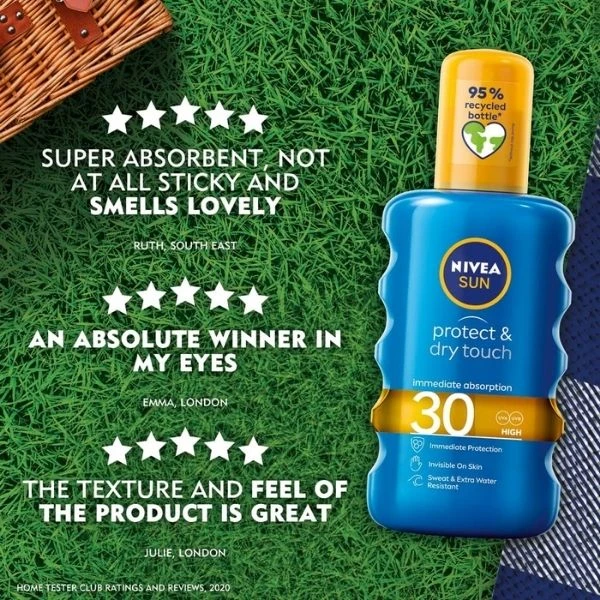 SUPER ABSORBENT, NOT
AT ALL STICKY AND
SMELLS LOVELY
RUTH, SOUTH EAST
AN ABSOLUTE WINNER IN
MY EYES
EMMA, LONDON
THE TEXTURE AND FEEL OF
THE PRODUCT IS GREAT
JULIE, LONDON
HOME TESTER CLUB RATINGS AND REVIEWS, 2020
95%
recycled
bottle*
NIVEA
SUN
protect &
dry touch
Immediate absorption
30
UVA UVB
HIGH
Immediate Protection
Invisible On Skin
Sweat & Extra Water
Resistant